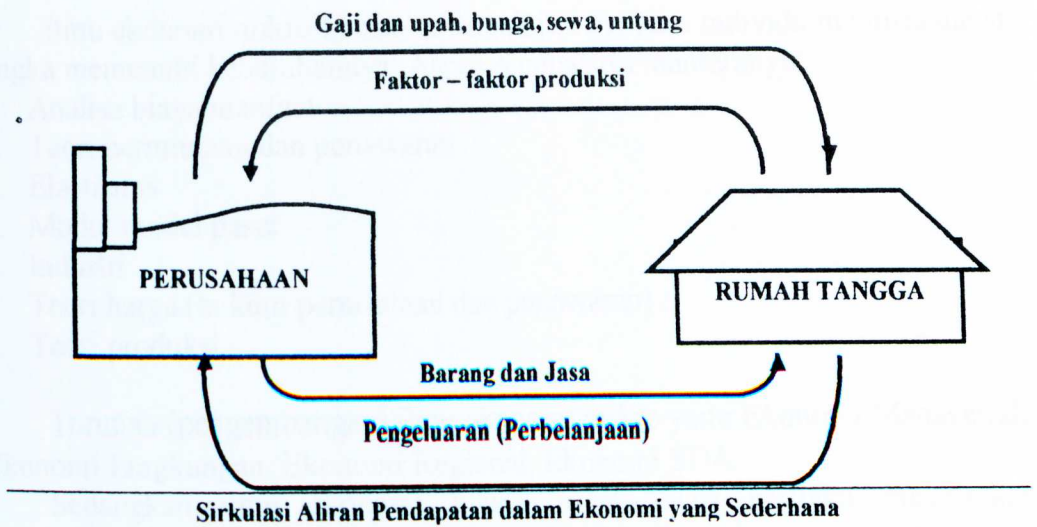 Gaji dan upah, bunga, sewa, untung
Faktor – faktor produksi
PERUSAHAAN
RUMAH TANGGA
Barang dan Jasa
Pengeluaran (Perbelanjaan)
Sirkulasi Aliran Pendapatan dalam Ekonomi yang Sederhana